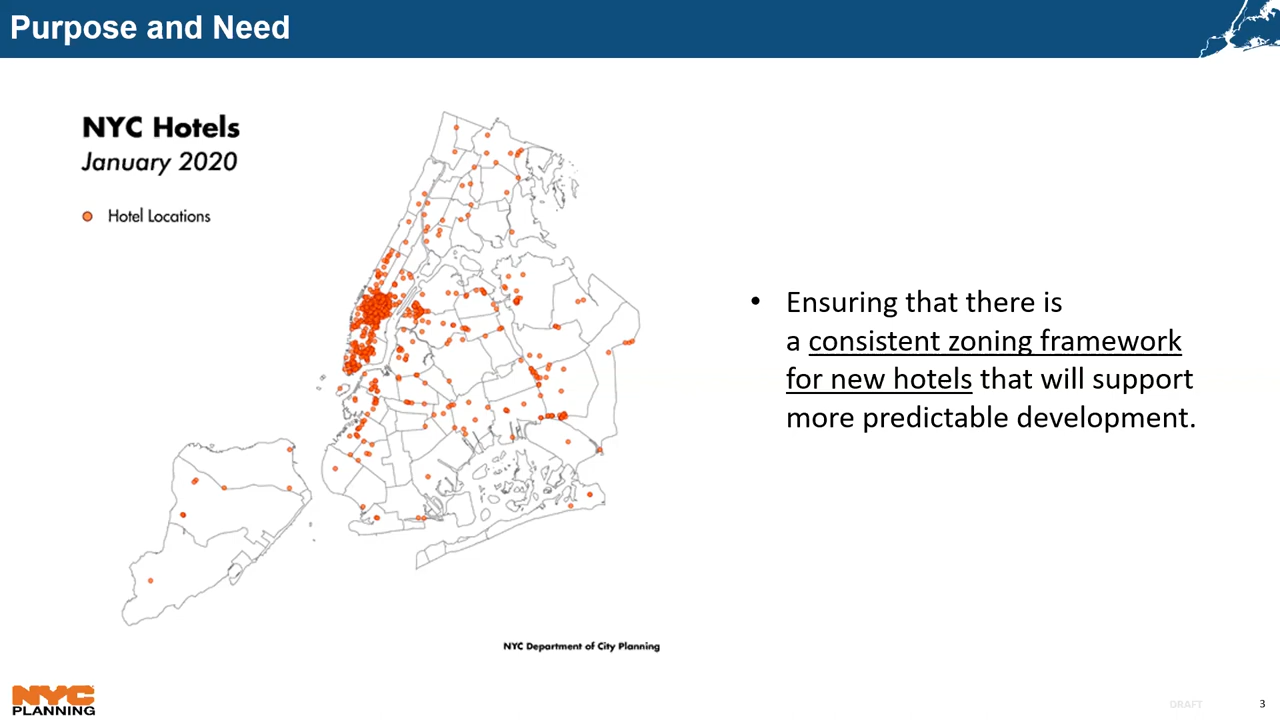 Purpose and Need
NYC Hotels
January 2020
Hotel Locations
• Ensuring that there is
a consistent zoning framework
for new hotels that will support
more predictable development.
NYC Department of City Planning
NYC
PLANNING
DRAFT
3